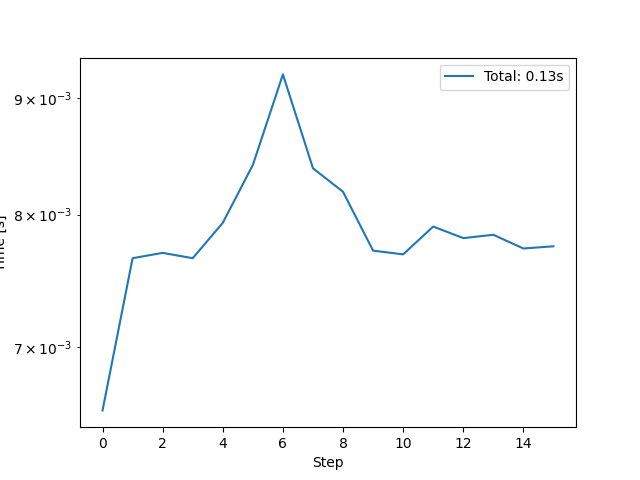 Total: 0.13s
9 × 10⁻³
8 × 10⁻³
7 × 10⁻³
Time [s]
0 2 4 6 8 10 12 14
Step